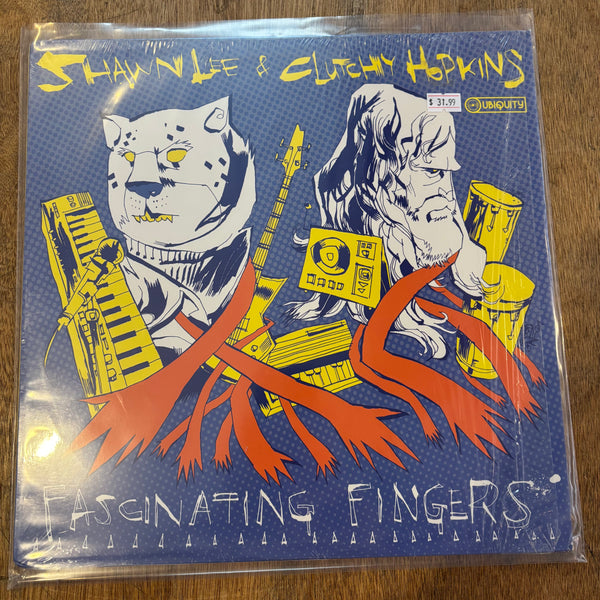 SHAWN LEE & CLUTCHY HOPKINS
$ 31.99
UBIQUITY
FASCINATING FINGERS